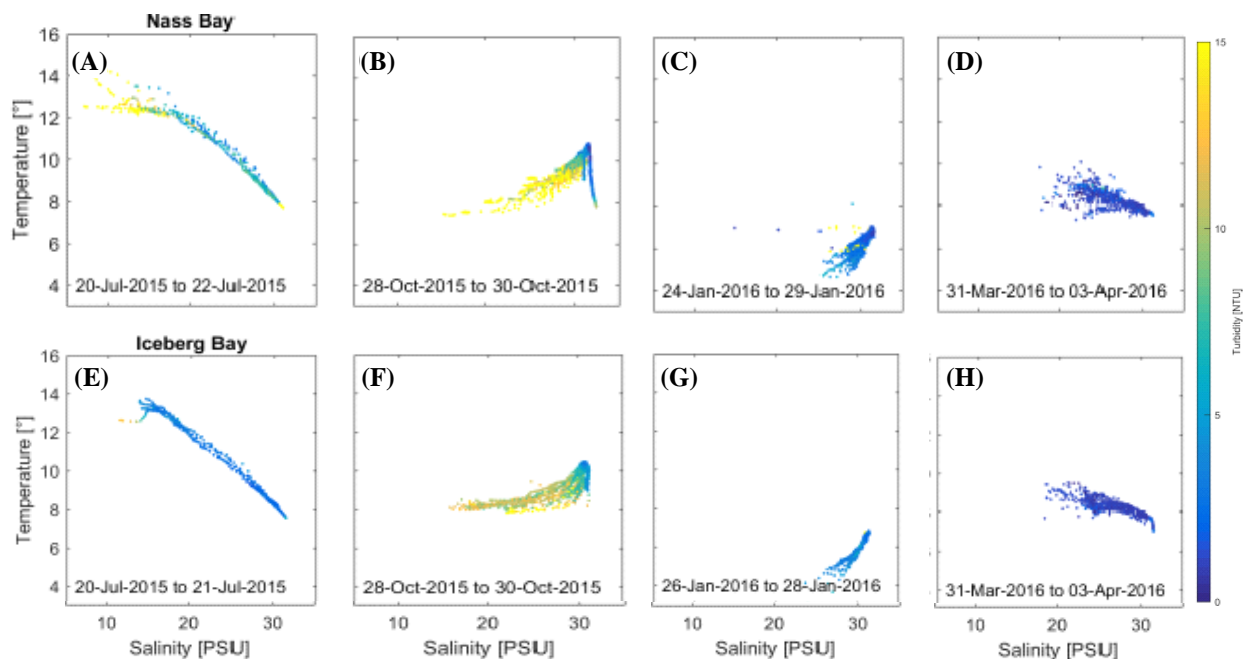 Nass Bay
(A)
(B)
(C)
(D)
16
14
12
10
8
6
4
Temperature [°]
20-Jul-2015 to 22-Jul-2015
28-Oct-2015 to 30-Oct-2015
24-Jan-2016 to 29-Jan-2016
31-Mar-2016 to 03-Apr-2016
15
10
5
0
Turbidity [NTU]
Iceberg Bay
(E)
(F)
(G)
(H)
16
14
12
10
8
6
4
Temperature [°]
20-Jul-2015 to 21-Jul-2015
28-Oct-2015 to 30-Oct-2015
26-Jan-2016 to 28-Jan-2016
31-Mar-2016 to 03-Apr-2016
10 20 30
10 20 30
10 20 30
10 20 30
Salinity [PSIU]
Salinity [PSIU]
Salinity [PSIU]
Salinity [PSIU]